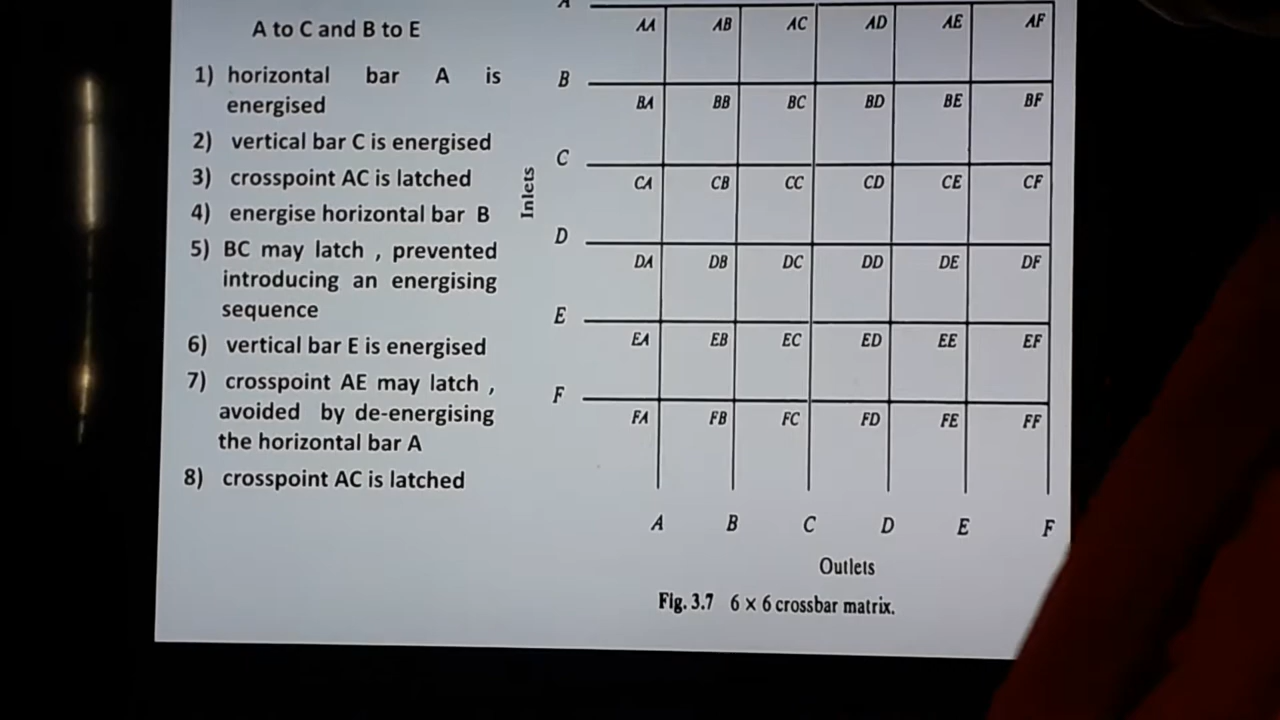 A to C and B to E
1) horizontal bar A is
energised
2) vertical bar C is energised
3) crosspoint AC is latched
4) energise horizontal bar B
5) BC may latch , prevented
introducing an energising
sequence
6) vertical bar E is energised
7) crosspoint AE may latch ,
avoided by de-energising
the horizontal bar A
8) crosspoint AC is latched
Inlets
A
AA AB AC AD AE AF
B
BA BB BC BD BE BF
C
CA CB CC CD CE CF
D
DA DB DC DD DE DF
E
EA EB EC ED EE EF
F
FA FB FC FD FE FF
A B C D E F
Outlets
Fig. 3.7 6 × 6 crossbar matrix.